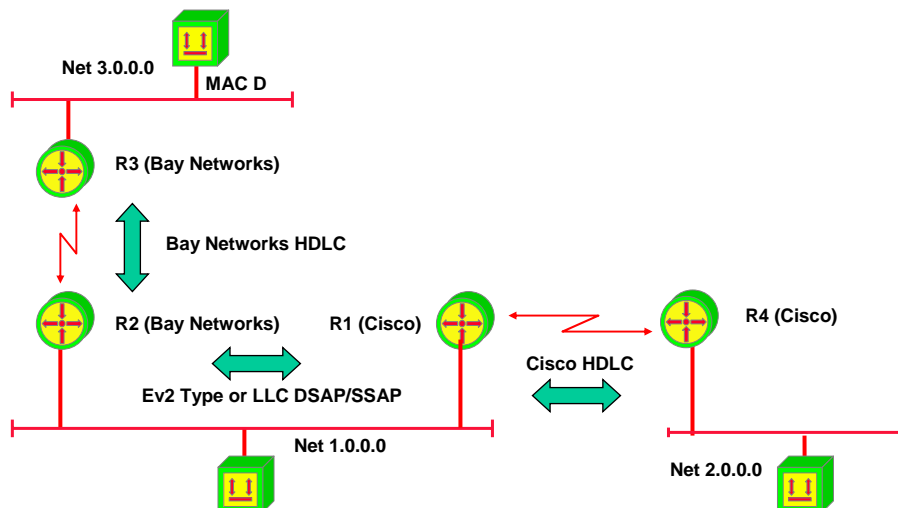 Net 3.0.0.0
MAC D
R3 (Bay Networks)
Bay Networks HDLC
R2 (Bay Networks)
R1 (Cisco)
R4 (Cisco)
Cisco HDLC
Ev2 Type or LLC DSAP/SSAP
Net 1.0.0.0
Net 2.0.0.0